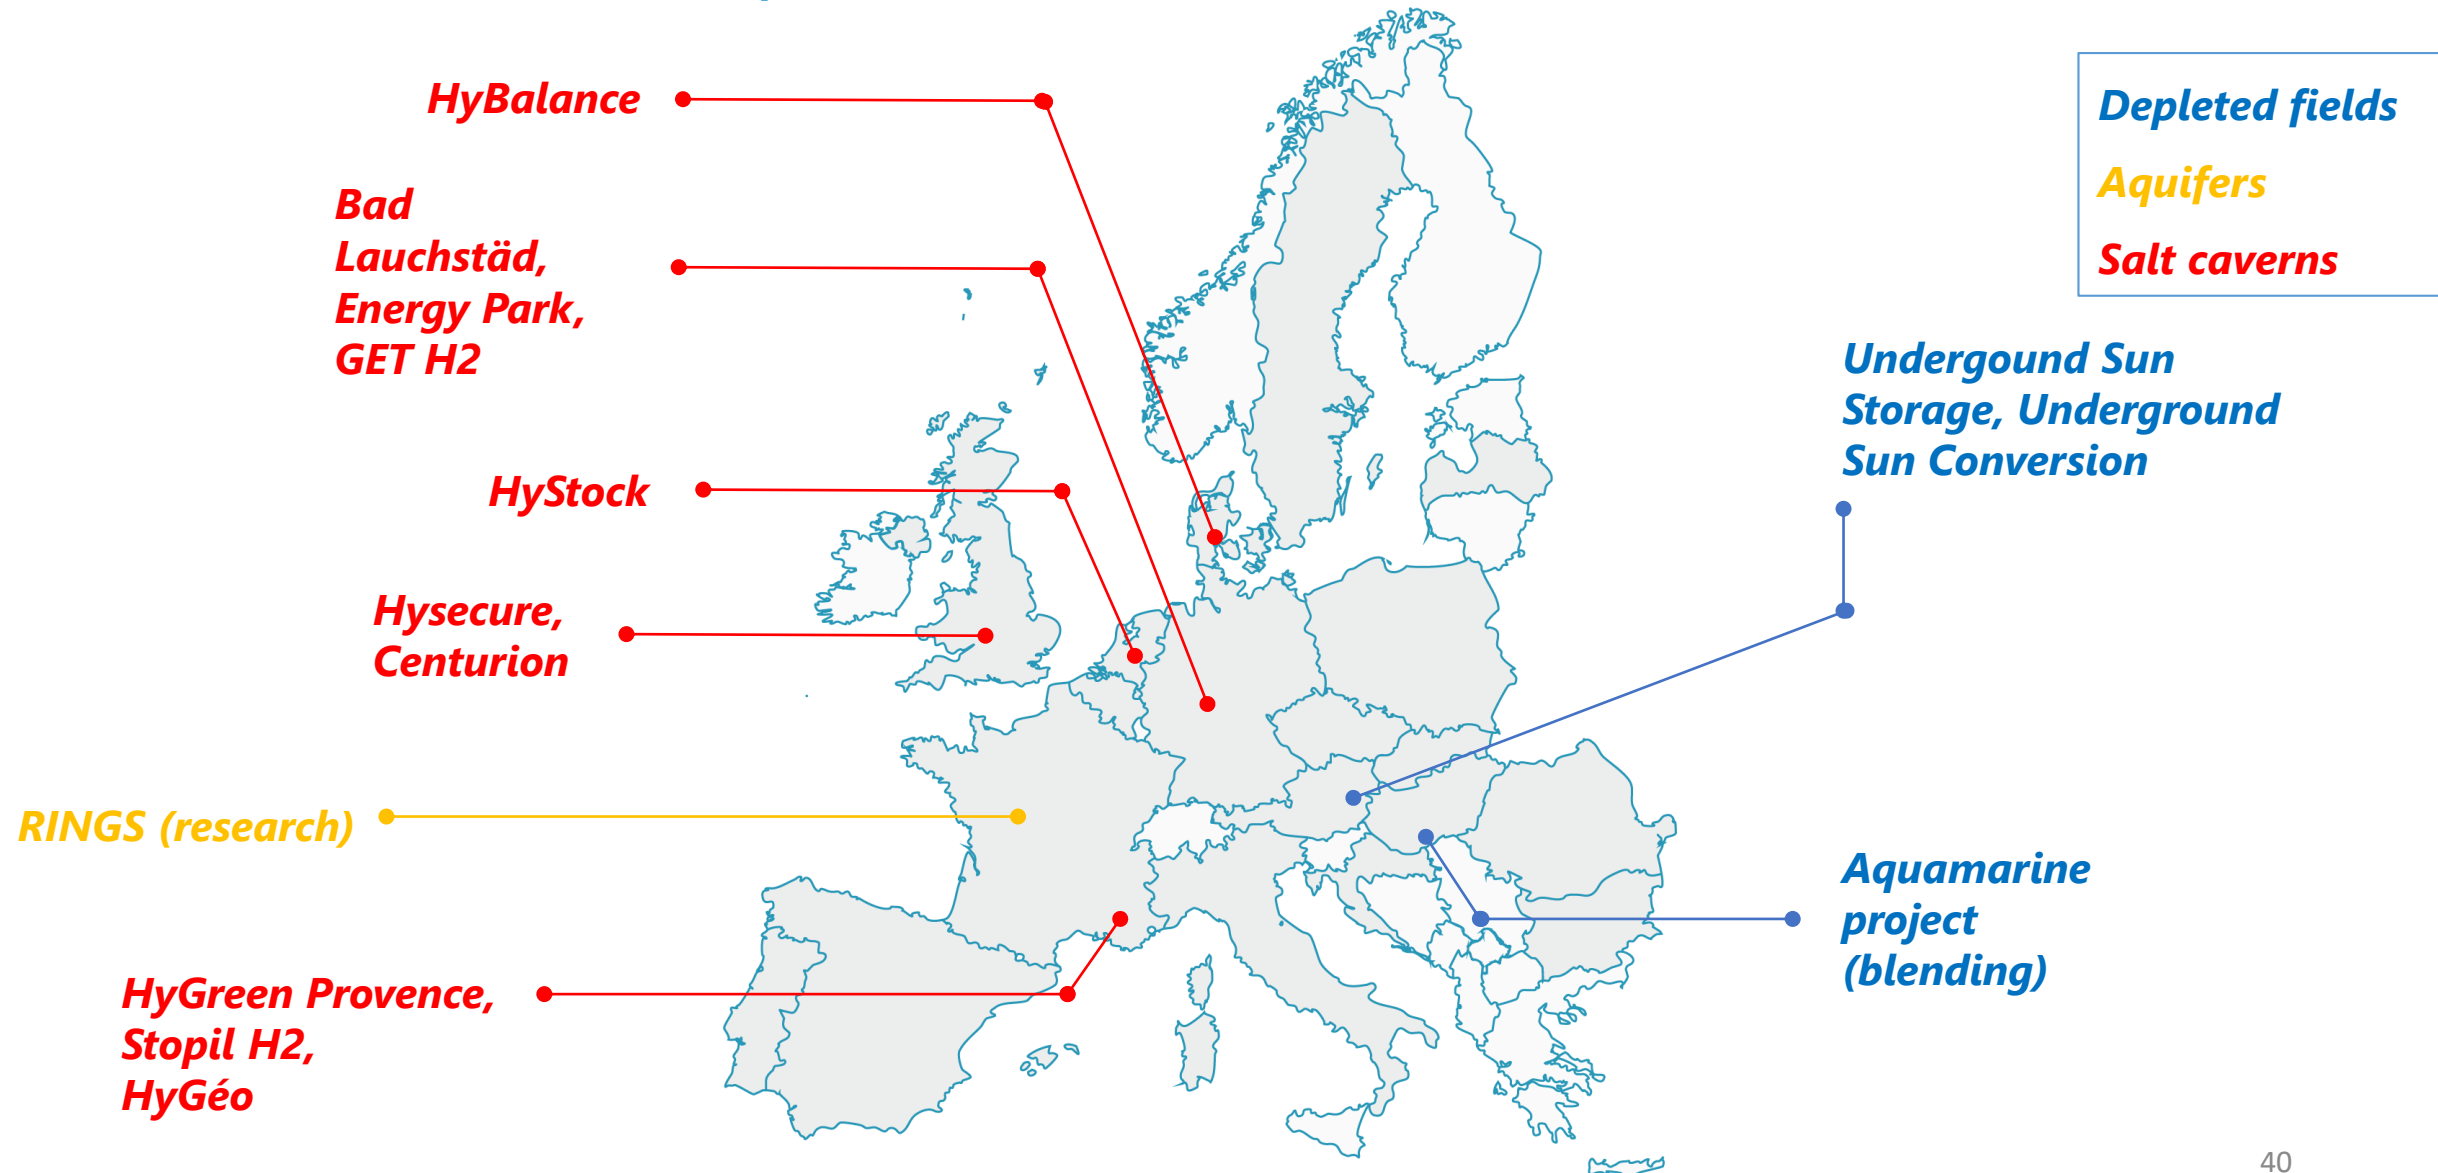 HyBalance
Bad
Lauchstäd,
Energy Park,
GET H2
HyStock
Hysecure,
Centurion
RINGS (research)
HyGreen Provence,
Stopil H2,
HyGéo
Depleted fields
Aquifers
Salt caverns
Undergound Sun
Storage, Underground
Sun Conversion
Aquamarine
project
(blending)
40